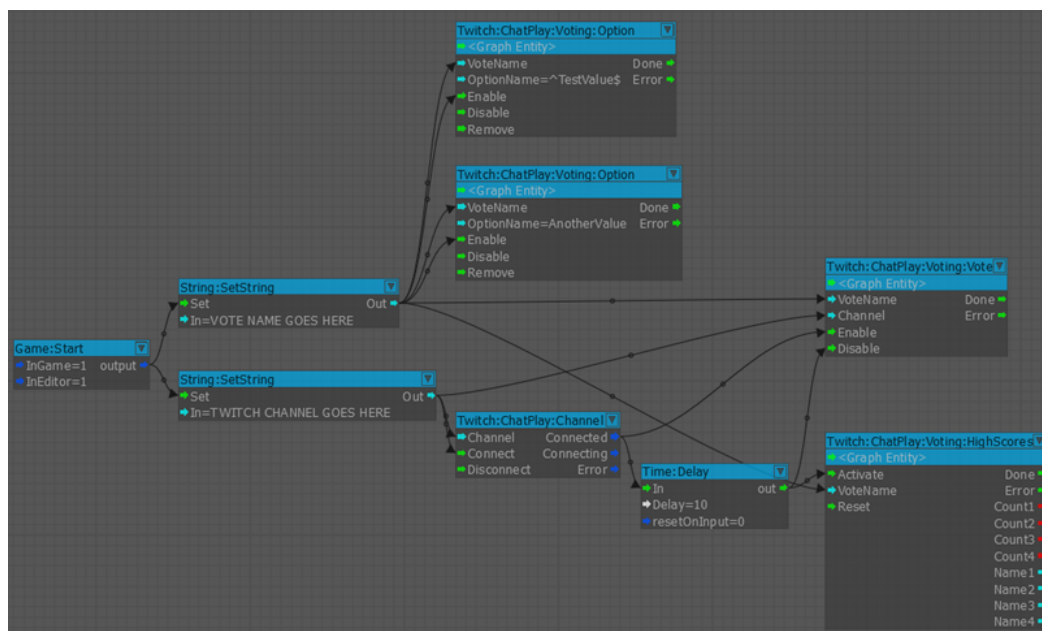 Twitch:ChatPlay:Voting:Option
<Graph Entity>
VoteName Done
OptionName=^TestValue$ Error
Enable
Disable
Remove
Twitch:ChatPlay:Voting:Option
<Graph Entity>
VoteName Done
OptionName=AnotherValue Error
Enable
Disable
Remove
String:SetString
Set Out
In=VOTE NAME GOES HERE
Game:Start
InGame=1 output
InEditor=1
String:SetString
Set Out
In=TWITCH CHANNEL GOES HERE
Twitch:ChatPlay:Channel
Channel Connected
Connect Connecting
Disconnect Error
Time:Delay
In out
Delay=10
resetOnInput=0
Twitch:ChatPlay:Voting:Vote
<Graph Entity>
VoteName Done
Channel Error
Enable
Disable
Twitch:ChatPlay:Voting:HighScores
<Graph Entity>
Activate Done
VoteName Error
Reset Count1
Count2
Count3
Count4
Name1
Name2
Name3
Name4